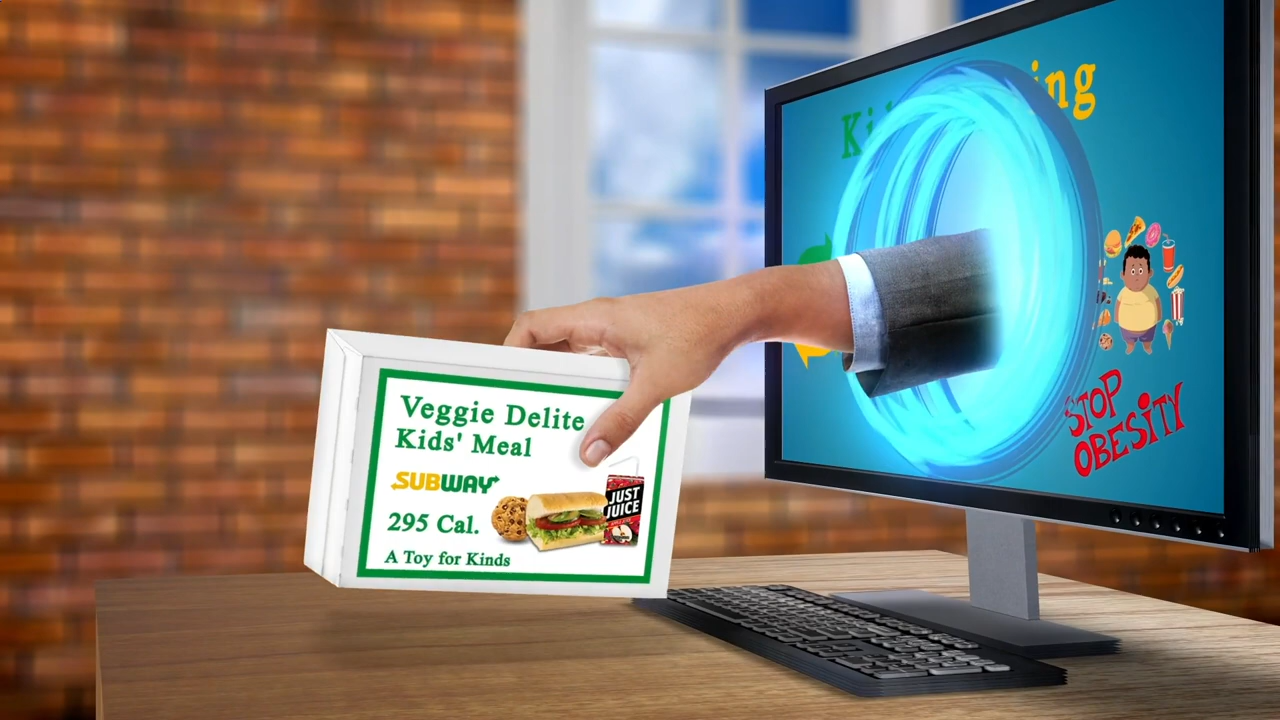 Veggie Delite
Kids' Meal
SUBWAY
295 Cal.
A Toy for Kinds
JUST
JUICE
STOP
OBESITY